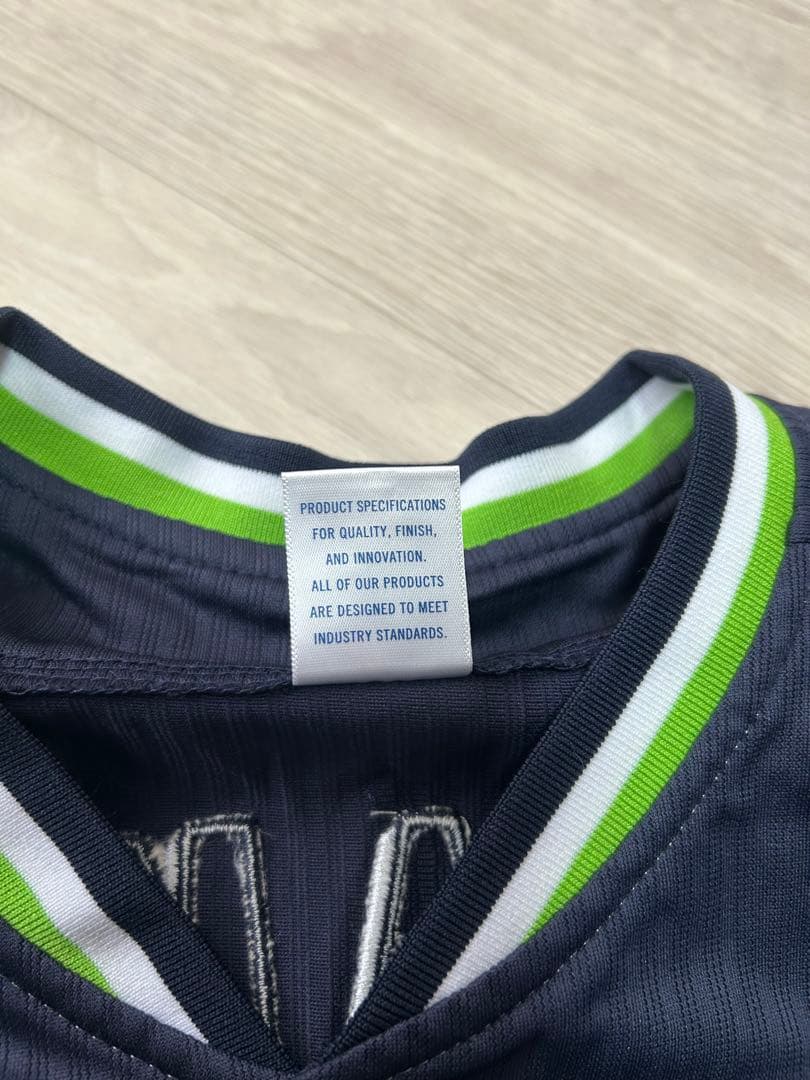 PRODUCT SPECIFICATIONS
FOR QUALITY, FINISH,
AND INNOVATION.
ALL OF OUR PRODUCTS
ARE DESIGNED TO MEET
INDUSTRY STANDARDS.